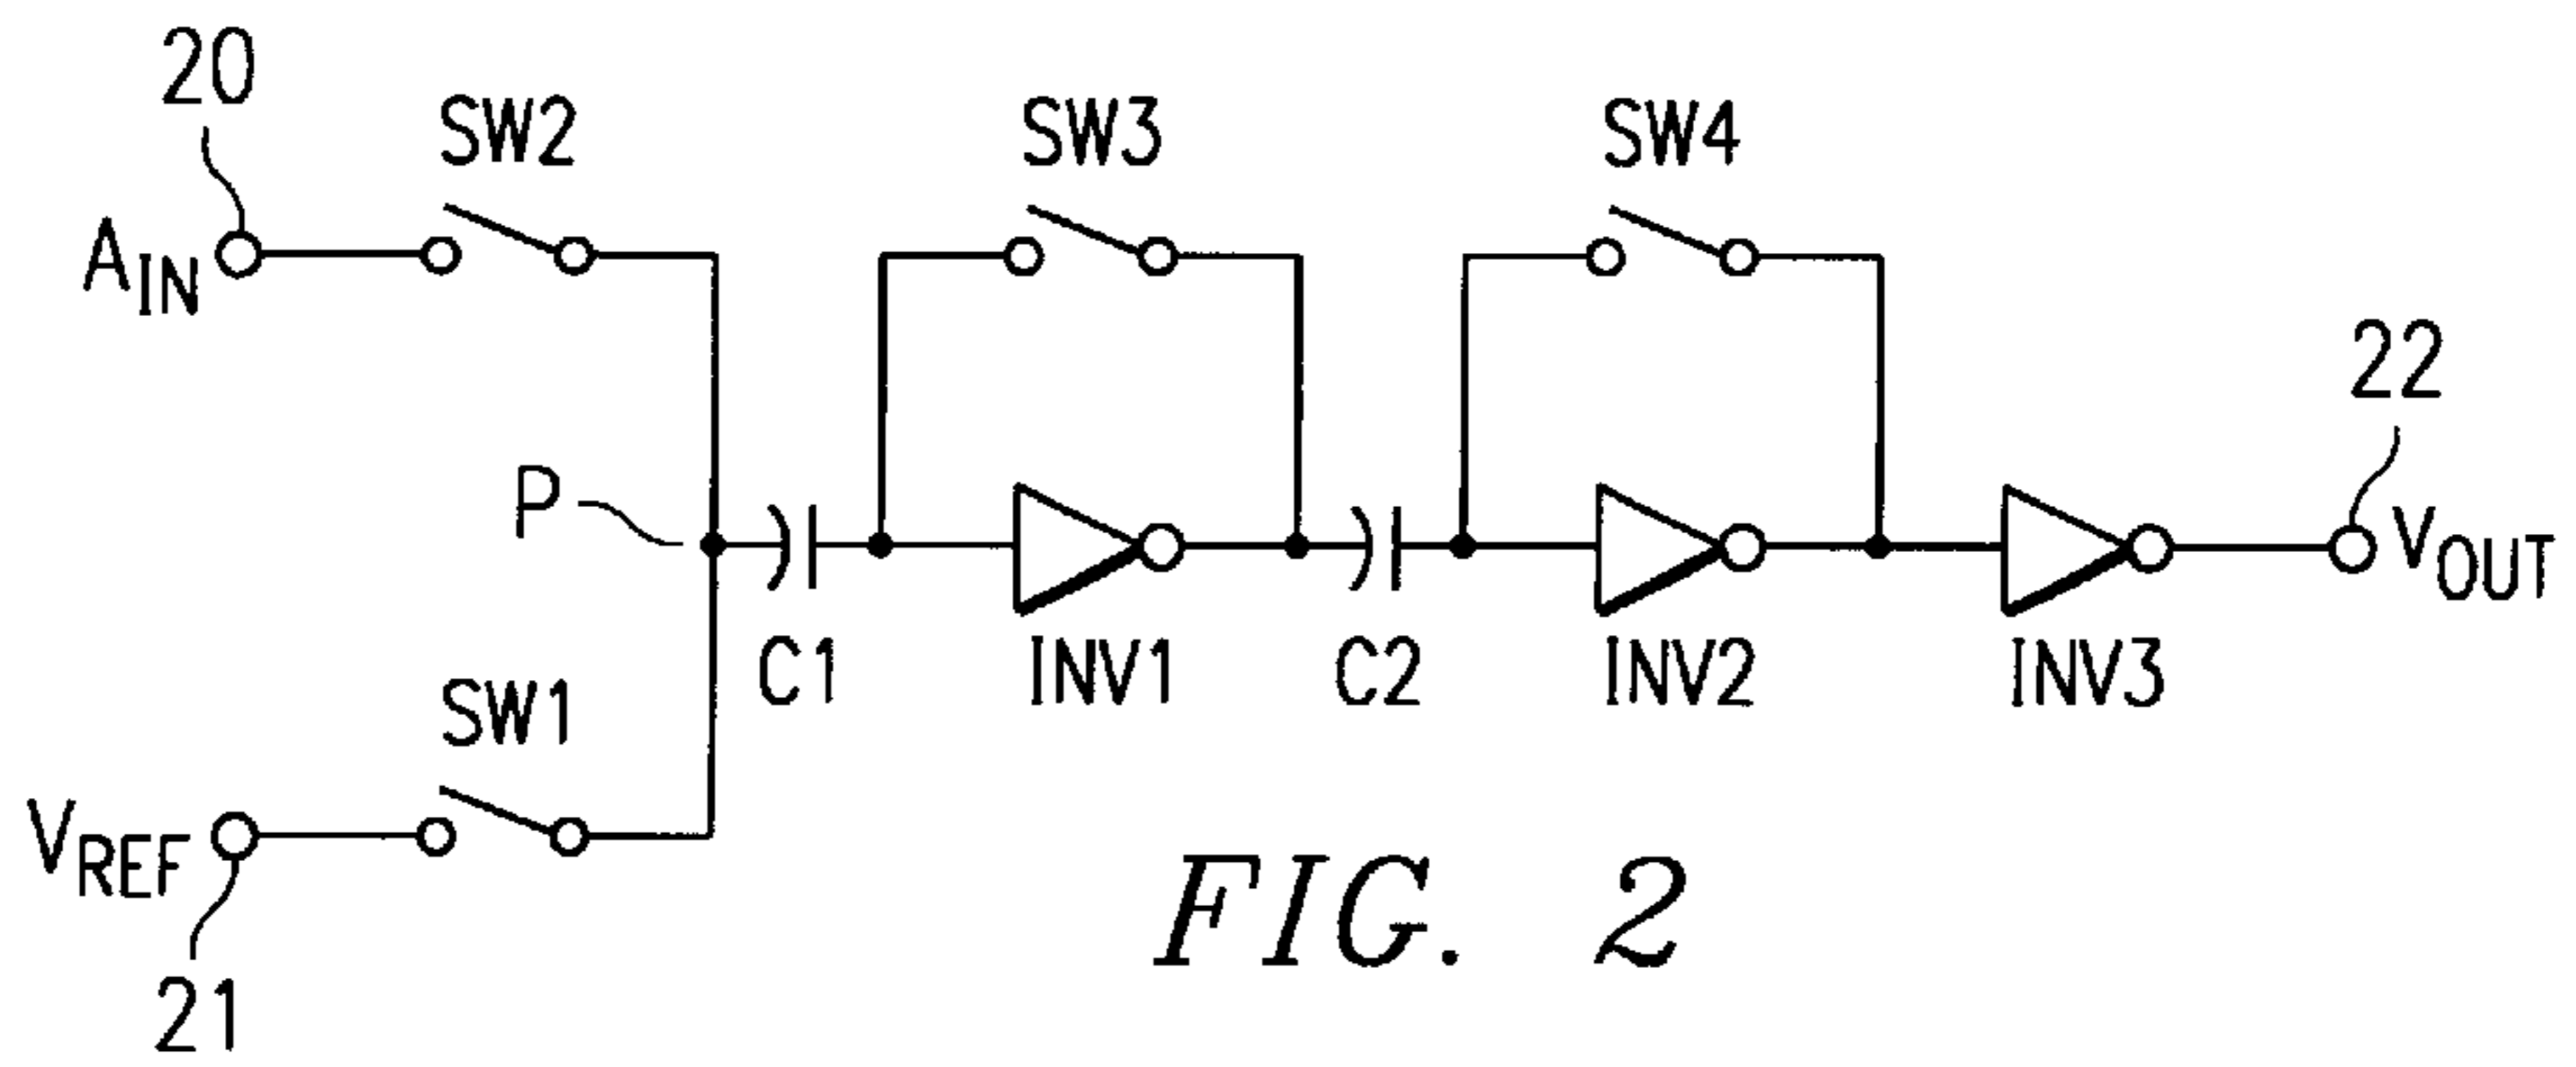 20
SW2
SW3
SW4
A_IN
22
P
V_OUT
C1
INV1
C2
INV2
INV3
SW1
V_REF
21
FIG. 2